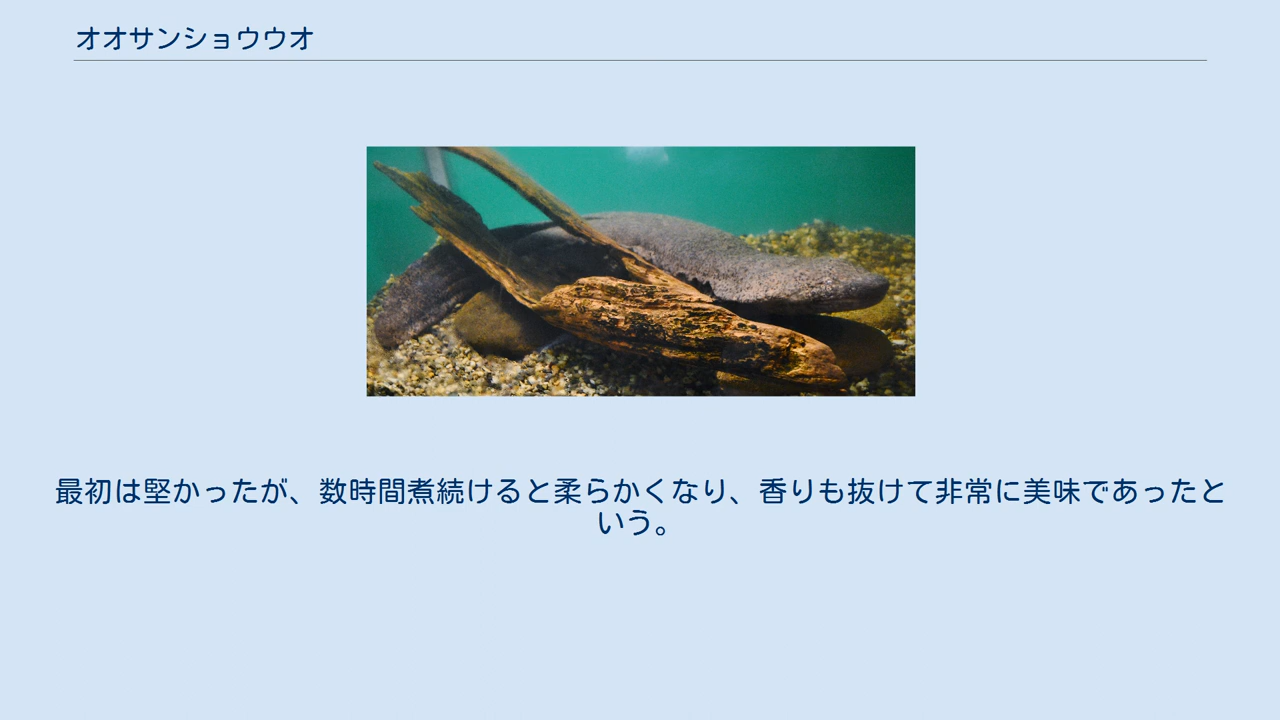 オオサンショウウオ
最初は堅かったが、数時間煮続けると柔らかくなり、香りも抜けて非常に美味であったと
いう。